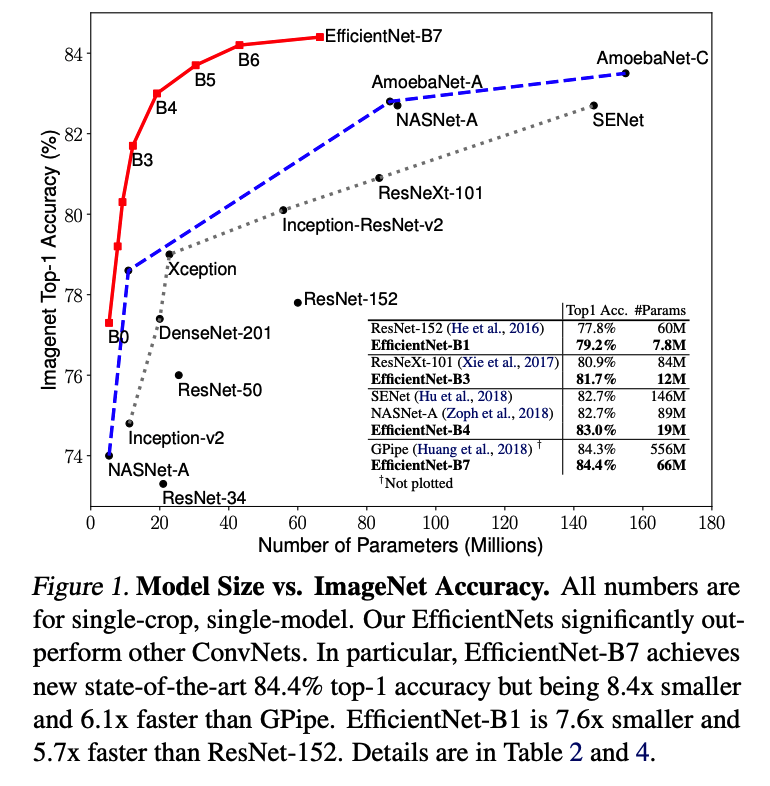 84
82
80
78
76
74
0
20
40
60
80
100
120
140
160
180
Imagenet Top-1 Accuracy (%)
Number of Parameters (Millions)
EfficientNet-B7
B6
B5
B4
B3
B0
AmoebaNet-C
AmoebaNet-A
NASNet-A
SENet
ResNeXt-101
Inception-ResNet-v2
Xception
ResNet-152
DenseNet-201
ResNet-50
Inception-v2
NASNet-A
ResNet-34
Top1 Acc. #Params
ResNet-152 (He et al., 2016) 77.8% 60M
EfficientNet-B1 79.2% 7.8M
ResNeXt-101 (Xie et al., 2017) 80.9% 84M
EfficientNet-B3 81.7% 12M
SENet (Hu et al., 2018) 82.7% 146M
NASNet-A (Zoph et al., 2018) 82.7% 89M
EfficientNet-B4 83.0% 19M
GPipe (Huang et al., 2018) † 84.3% 556M
EfficientNet-B7 84.4% 66M
†Not plotted
Figure 1. Model Size vs. ImageNet Accuracy. All numbers are
for single-crop, single-model. Our EfficientNets significantly out-
perform other ConvNets. In particular, EfficientNet-B7 achieves
new state-of-the-art 84.4% top-1 accuracy but being 8.4x smaller
and 6.1x faster than GPipe. EfficientNet-B1 is 7.6x smaller and
5.7x faster than ResNet-152. Details are in Table 2 and 4.